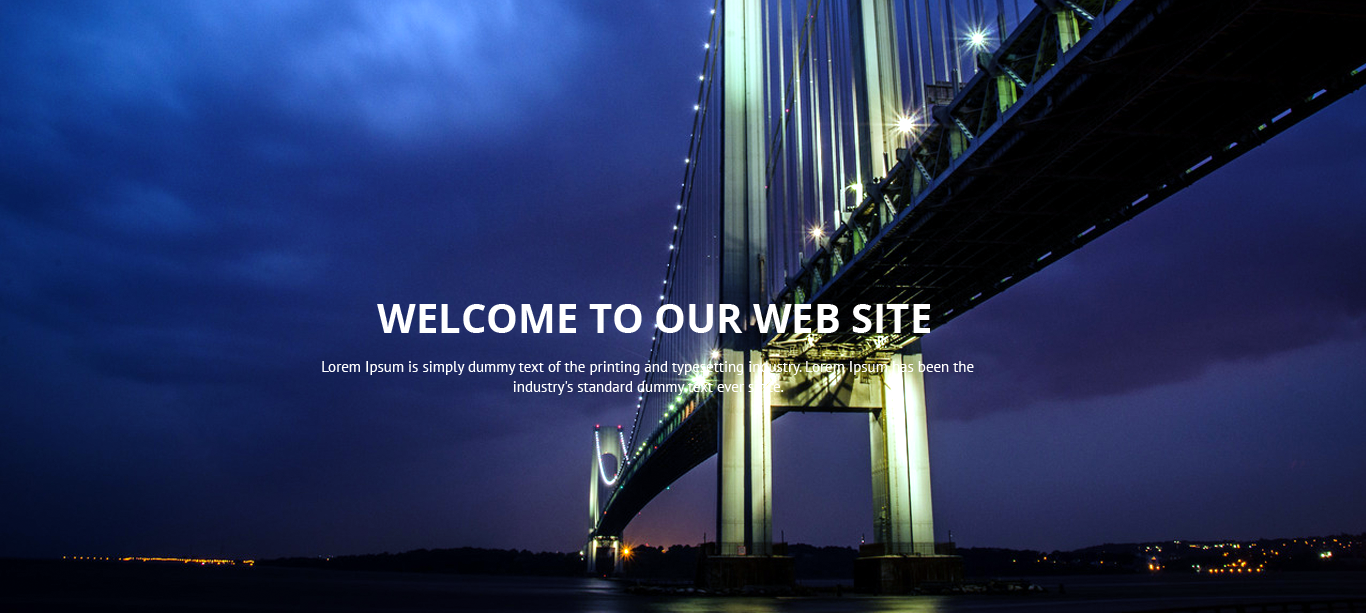 WELCOME TO OUR WEB SITE
Lorem Ipsum is simply dummy text of the printing and typesetting industry. Lorem Ipsum has been the
industry's standard dummy text ever since.